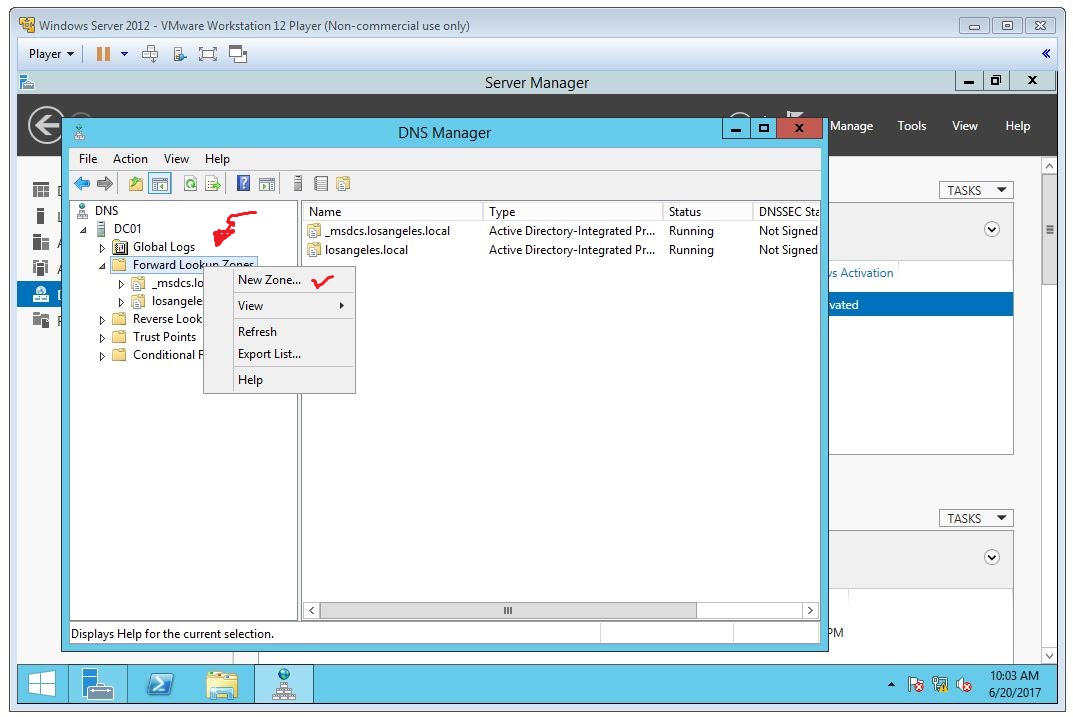 Windows Server 2012 - VMware Workstation 12 Player (Non-commercial use only)
Player
Server Manager
Manage Tools View Help
DNS Manager
File Action View Help
TASKS
DNS
DC01
Global Logs
Forward Lookup Zones
_msdcs.lo
losangeles
Reverse Look
Trust Points
Conditional F
New Zone...
View
Refresh
Export List...
Help
Name Type Status DNSSEC Sta
_msdcs.losangeles.local Active Directory-Integrated Pr... Running Not Signed
losangeles.local Active Directory-Integrated Pr... Running Not Signed
ws Activation
vated
TASKS
PM
Displays Help for the current selection.
10:03 AM
6/20/2017